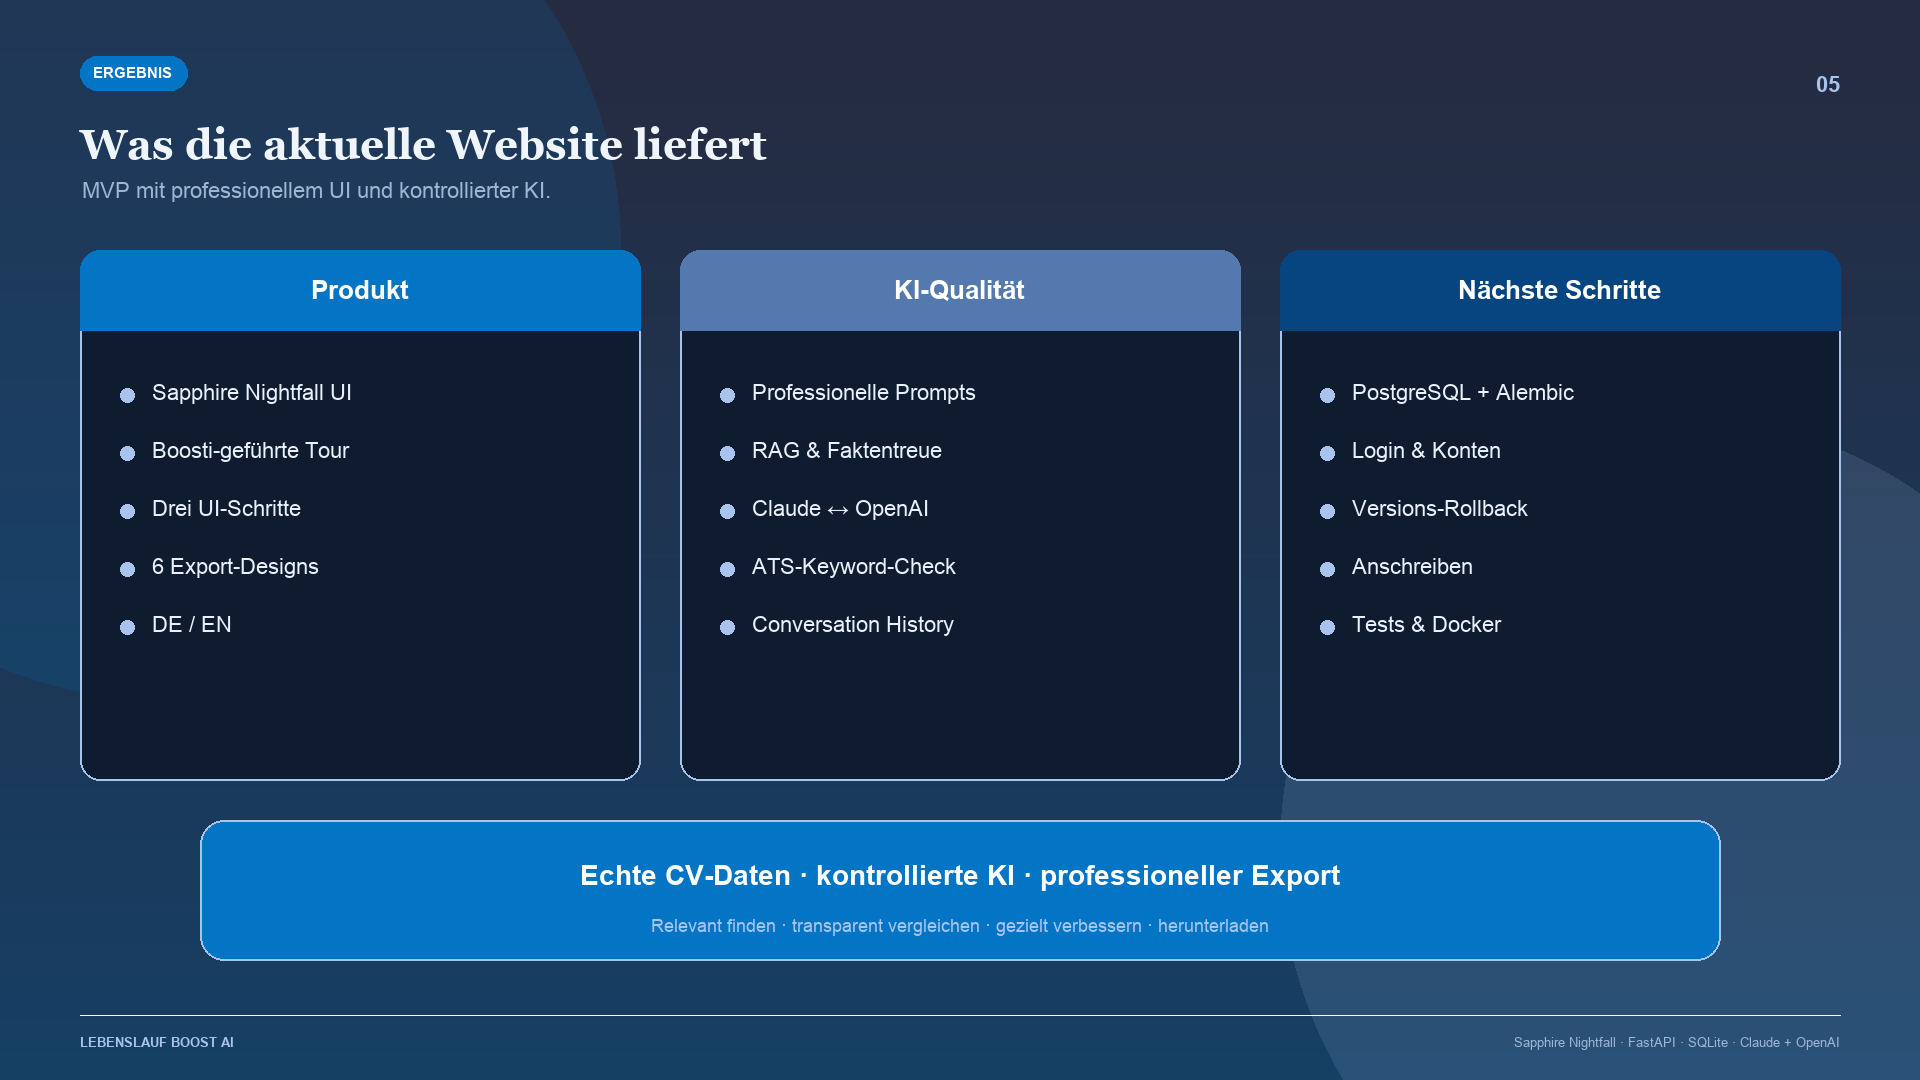 ERGEBNIS
05
Was die aktuelle Website liefert
MVP mit professionellem UI und kontrollierter KI.
Produkt
Sapphire Nightfall UI
Boosti-geführte Tour
Drei UI-Schritte
6 Export-Designs
DE / EN
KI-Qualität
Professionelle Prompts
RAG & Faktentreue
Claude ↔ OpenAI
ATS-Keyword-Check
Conversation History
Nächste Schritte
PostgreSQL + Alembic
Login & Konten
Versions-Rollback
Anschreiben
Tests & Docker
Echte CV-Daten · kontrollierte KI · professioneller Export
Relevant finden · transparent vergleichen · gezielt verbessern · herunterladen
LEBENSLAUF BOOST AI
Sapphire Nightfall · FastAPI · SQLite · Claude + OpenAI